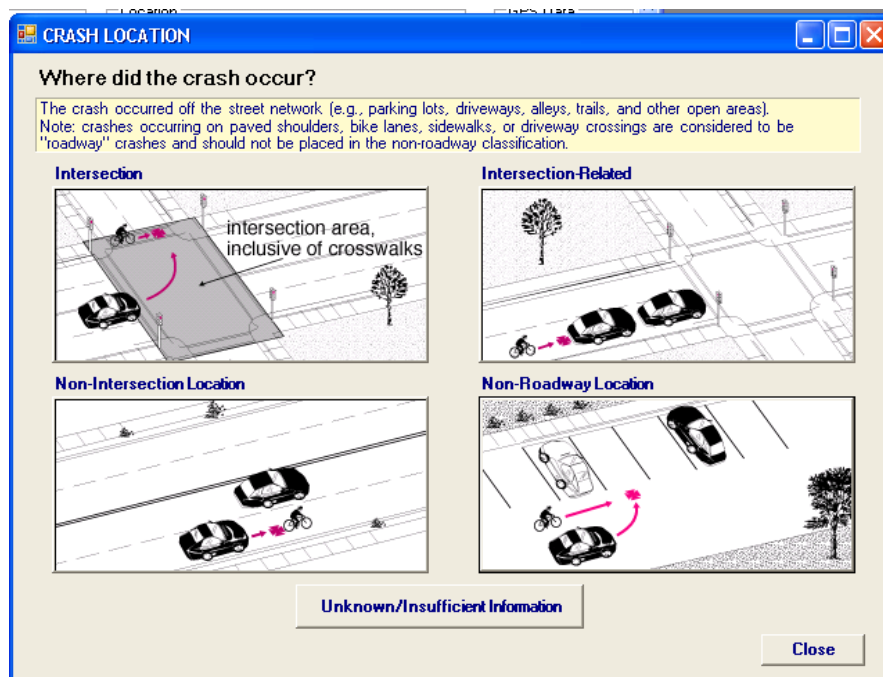 Location
GPS Data
CRASH LOCATION
Where did the crash occur?
The crash occurred off the street network (e.g., parking lots, driveways, alleys, trails, and other open areas).
Note: crashes occurring on paved shoulders, bike lanes, sidewalks, or driveway crossings are considered to be
"roadway" crashes and should not be placed in the non-roadway classification.
Intersection
Intersection-Related
intersection area,
inclusive of crosswalks
Non-Intersection Location
Non-Roadway Location
Unknown/Insufficient Information
Close